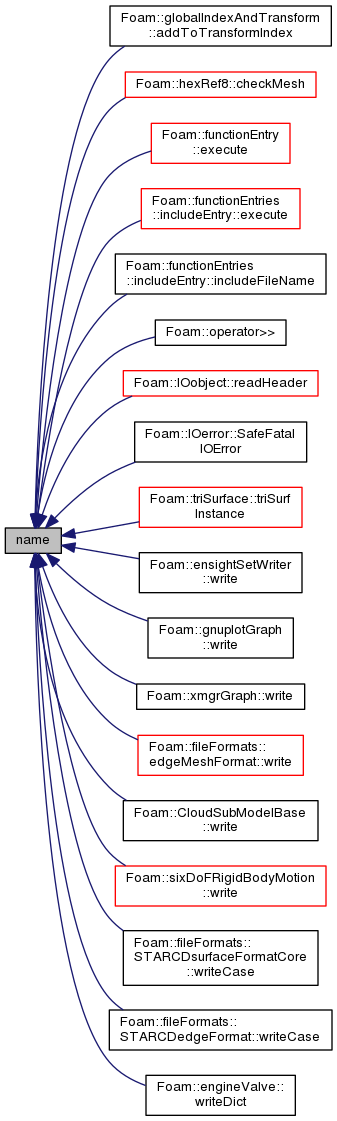 Foam::globalIndexAndTransform
::addToTransformIndex
Foam::hexRef8::checkMesh
Foam::functionEntry
::execute
Foam::functionEntries
::includeEntry::execute
Foam::functionEntries
::includeEntry::includeFileName
Foam::operator>>
Foam::IOobject::readHeader
Foam::IOerror::SafeFatal
IOError
Foam::triSurface::triSurf
Instance
name
Foam::ensightSetWriter
::write
Foam::gnuplotGraph
::write
Foam::xmgrGraph::write
Foam::fileFormats::
edgeMeshFormat::write
Foam::CloudSubModelBase
::write
Foam::sixDoFRigidBodyMotion
::write
Foam::fileFormats::
STARCDsurfaceFormatCore
::writeCase
Foam::fileFormats::
STARCDedgeFormat::writeCase
Foam::engineValve::
writeDict